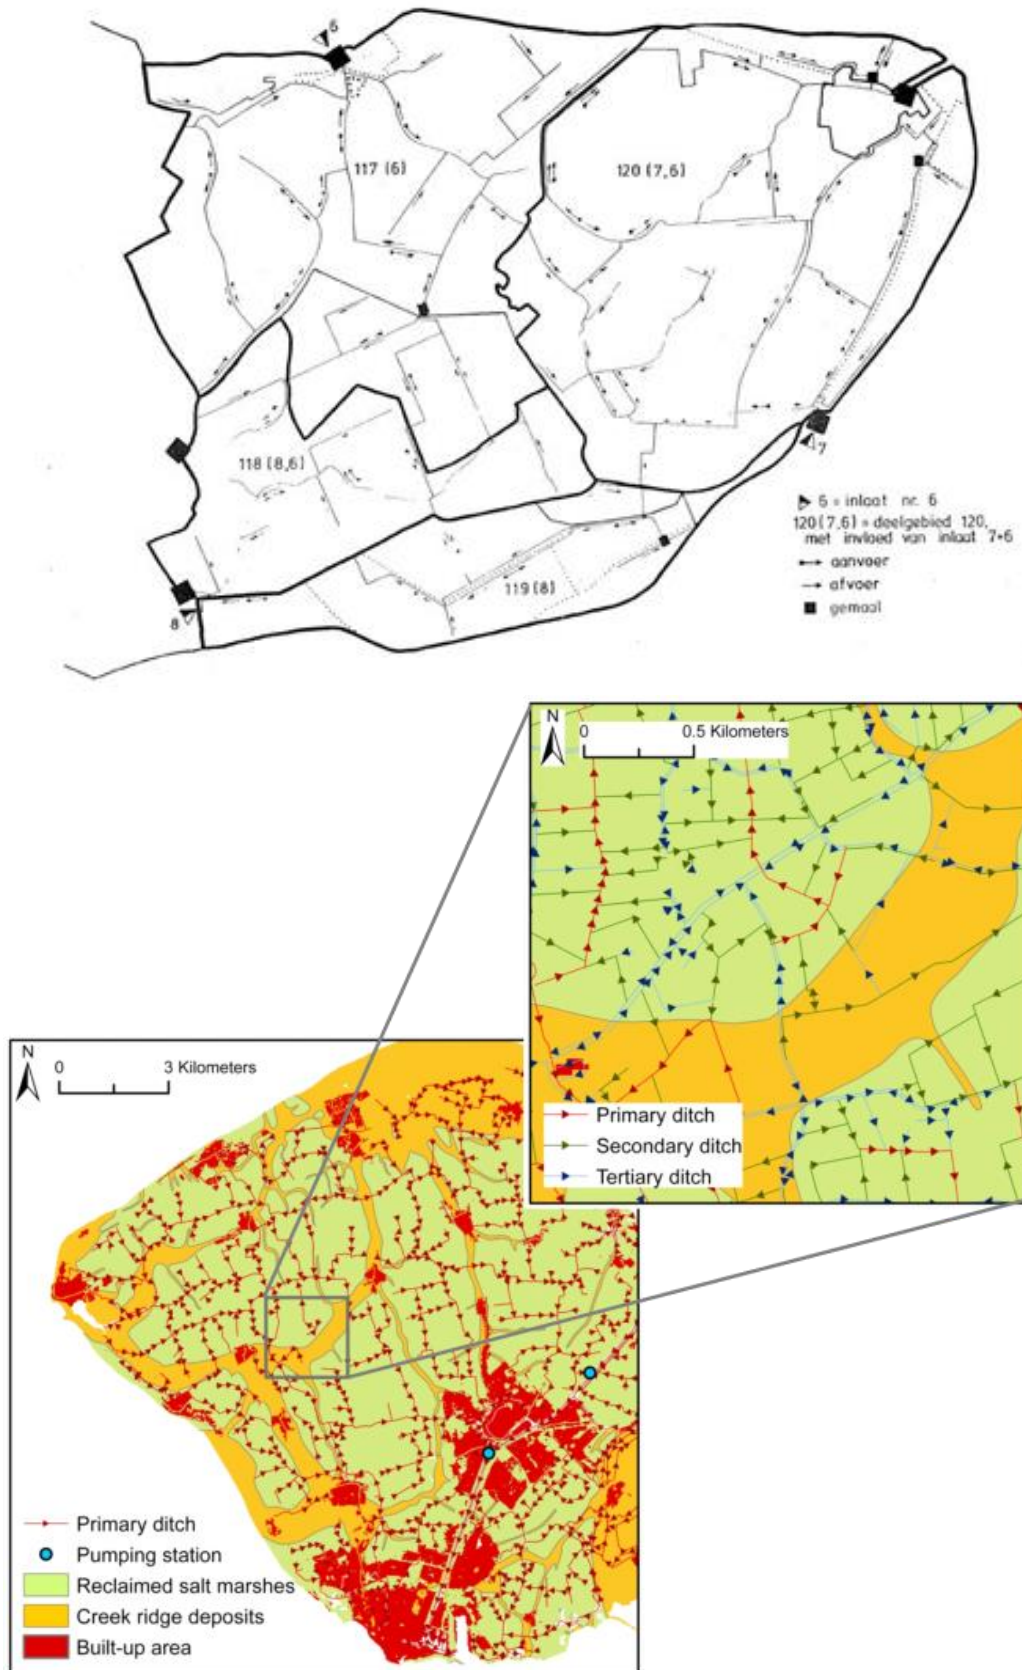 6
117 (6)
120 (7,6)
118 (8,6)
7
119 (8)
8
6 = inlaat nr. 6
120 (7,6) = deelgebied 120,
met invloed van inlaat 7+6
aanvoer
afvoer
gemaal
N
0 0.5 Kilometers
Primary ditch
Secondary ditch
Tertiary ditch
N
0 3 Kilometers
Primary ditch
Pumping station
Reclaimed salt marshes
Creek ridge deposits
Built-up area